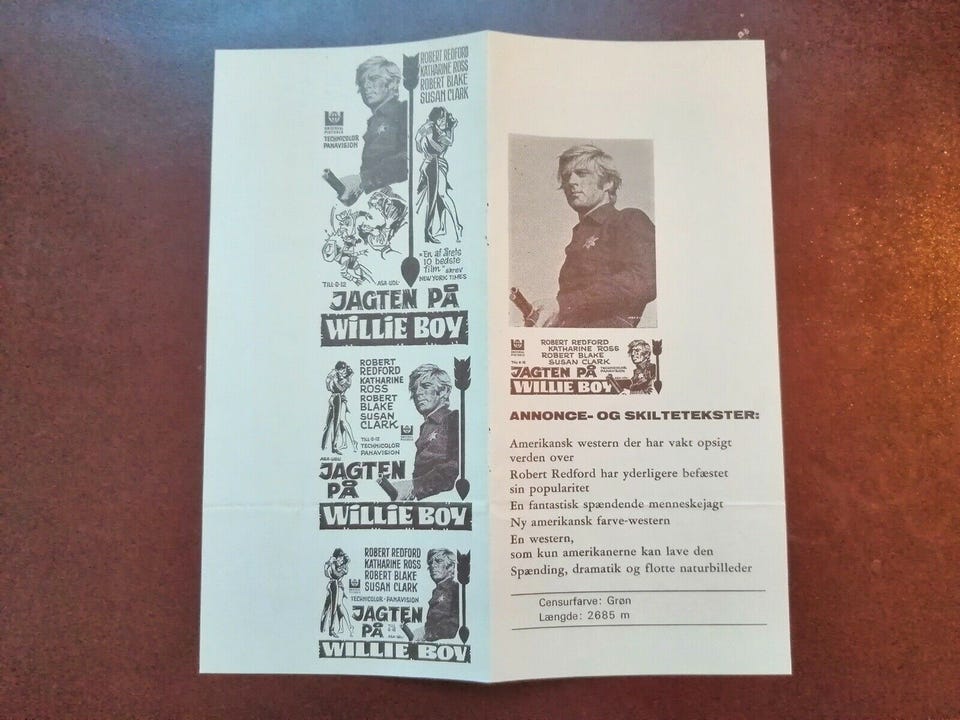 ROBERT REDFORD
KATHARINE ROSS
ROBERT BLAKE
SUSAN CLARK
TECHNICOLOR
PANAVISION
"En af årets
10 bedste
film" skrev
NEW YORK TIMES
TILL·0-12
ASA-UDL·
JAGTEN PÅ
WILLIE BOY
ROBERT
REDFORD
KATHARINE
ROSS
ROBERT
BLAKE
SUSAN
CLARK
TILL·0-12
TECHNICOLOR
PANAVISION
ASA-UDL·
JAGTEN
PÅ
WILLIE BOY
ROBERT REDFORD
KATHARINE ROSS
ROBERT BLAKE
SUSAN CLARK
TECHNICOLOR · PANAVISION
JAGTEN
PÅ
WILLIE BOY
ROBERT REDFORD
KATHARINE ROSS
ROBERT BLAKE
SUSAN CLARK
JAGTEN PÅ
WILLIE BOY
ANNONCE- OG SKILTETEKSTER:
Amerikansk western der har vakt opsigt
verden over
Robert Redford har yderligere befæstet
sin popularitet
En fantastisk spændende menneskejagt
Ny amerikansk farve-western
En western,
som kun amerikanerne kan lave den
Spænding, dramatik og flotte naturbilleder
Censurfarve: Grøn
Længde: 2685 m